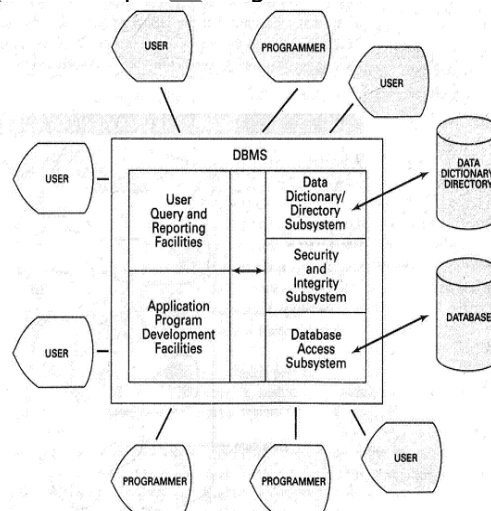 USER
PROGRAMMER
USER
USER
DBMS
User
Query and
Reporting
Facilities
Data
Dictionary/
Directory
Subsystem
DATA
DICTIONARY
DIRECTORY
Security
and
Integrity
Subsystem
Application
Program
Development
Facilities
Database
Access
Subsystem
DATABASE
USER
PROGRAMMER
PROGRAMMER
USER